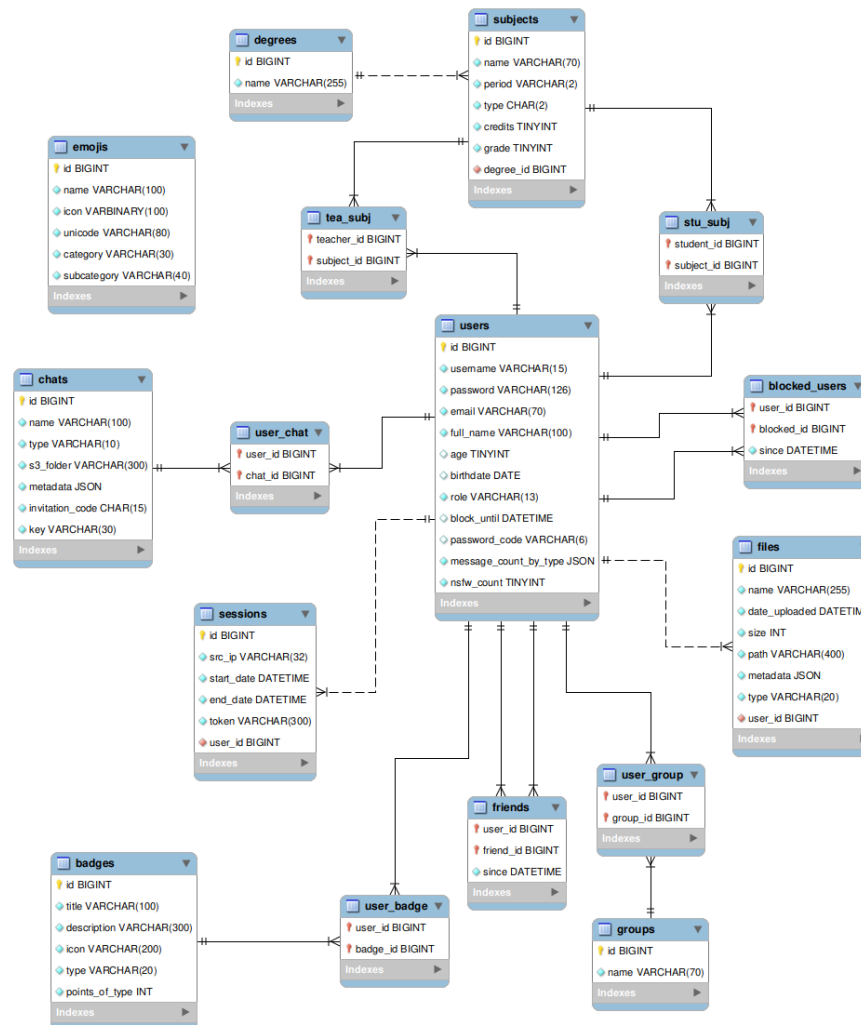 degrees
id BIGINT
name VARCHAR(255)
Indexes
subjects
id BIGINT
name VARCHAR(70)
period VARCHAR(2)
type CHAR(2)
credits TINYINT
grade TINYINT
degree_id BIGINT
Indexes
emojis
id BIGINT
name VARCHAR(100)
icon VARBINARY(100)
unicode VARCHAR(80)
category VARCHAR(30)
subcategory VARCHAR(40)
Indexes
tea_subj
teacher_id BIGINT
subject_id BIGINT
Indexes
stu_subj
student_id BIGINT
subject_id BIGINT
Indexes
users
id BIGINT
username VARCHAR(15)
password VARCHAR(126)
email VARCHAR(70)
full_name VARCHAR(100)
age TINYINT
birthdate DATE
role VARCHAR(13)
block_until DATETIME
password_code VARCHAR(6)
message_count_by_type JSON
nsfw_count TINYINT
Indexes
chats
id BIGINT
name VARCHAR(100)
type VARCHAR(10)
s3_folder VARCHAR(300)
metadata JSON
invitation_code CHAR(15)
key VARCHAR(30)
Indexes
user_chat
user_id BIGINT
chat_id BIGINT
Indexes
blocked_users
user_id BIGINT
blocked_id BIGINT
since DATETIME
Indexes
files
id BIGINT
name VARCHAR(255)
date_uploaded DATETIM
size INT
path VARCHAR(400)
metadata JSON
type VARCHAR(20)
user_id BIGINT
Indexes
sessions
id BIGINT
src_ip VARCHAR(32)
start_date DATETIME
end_date DATETIME
token VARCHAR(300)
user_id BIGINT
Indexes
user_group
user_id BIGINT
group_id BIGINT
Indexes
friends
user_id BIGINT
friend_id BIGINT
since DATETIME
Indexes
badges
id BIGINT
title VARCHAR(100)
description VARCHAR(300)
icon VARCHAR(200)
type VARCHAR(20)
points_of_type INT
Indexes
user_badge
user_id BIGINT
badge_id BIGINT
Indexes
groups
id BIGINT
name VARCHAR(70)
Indexes